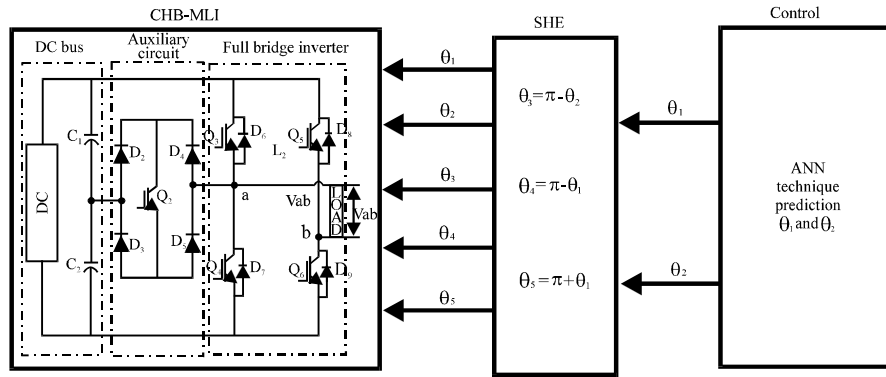 CHB-MLI
SHE
Control
DC bus
Auxiliary
circuit
Full bridge inverter
C₁
C₂
DC
D₂
D₄
D₃
D₅
Q₂
Q₃
D₆
L₂
Q₅
D₈
a
Vab
LOAD
Vab
b
Q₄
D₇
Q₆
D₉
θ₁
θ₂
θ₃
θ₄
θ₅
θ₃=π-θ₂
θ₄=π-θ₁
θ₅=π+θ₁
θ₁
θ₂
ANN
technique
prediction
θ₁ and θ₂